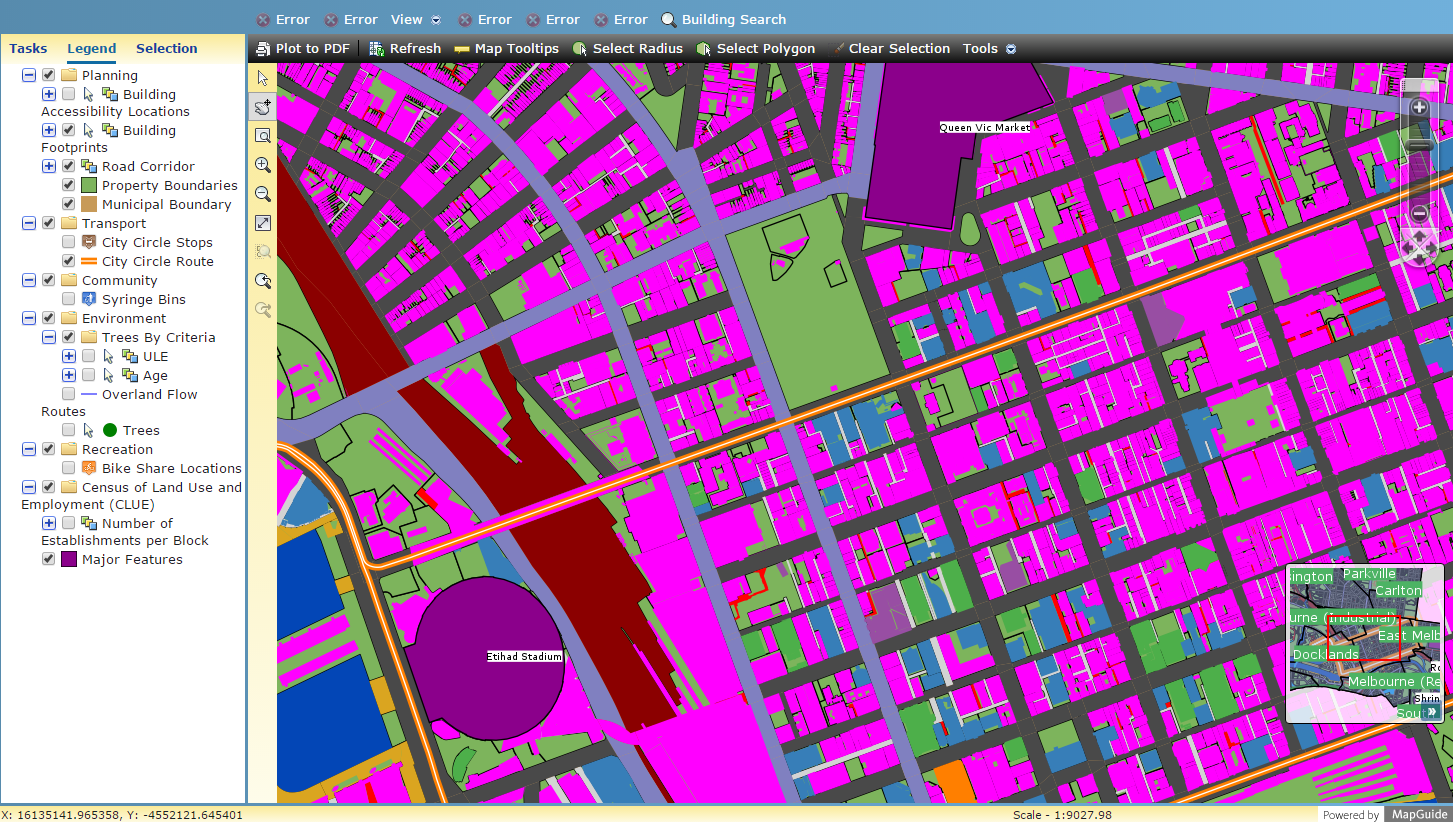 Error Error View Error Error Error Building Search
Tasks Legend Selection
Plot to PDF Refresh Map Tooltips Select Radius Select Polygon Clear Selection Tools
Planning
Building
Accessibility Locations
Building
Footprints
Road Corridor
Property Boundaries
Municipal Boundary
Transport
City Circle Stops
City Circle Route
Community
Syringe Bins
Environment
Trees By Criteria
ULE
Age
Overland Flow
Routes
Trees
Recreation
Bike Share Locations
Census of Land Use and
Employment (CLUE)
Number of
Establishments per Block
Major Features
Queen Vic Market
Etihad Stadium
sington Parkville
Carlton
urne (Industrial)
East Melb
Docklands
Ro
Melbourne (Re
Shrin
Sout
X: 16135141.965358, Y: -4552121.645401
Scale - 1:9027.98
Powered by MapGuide